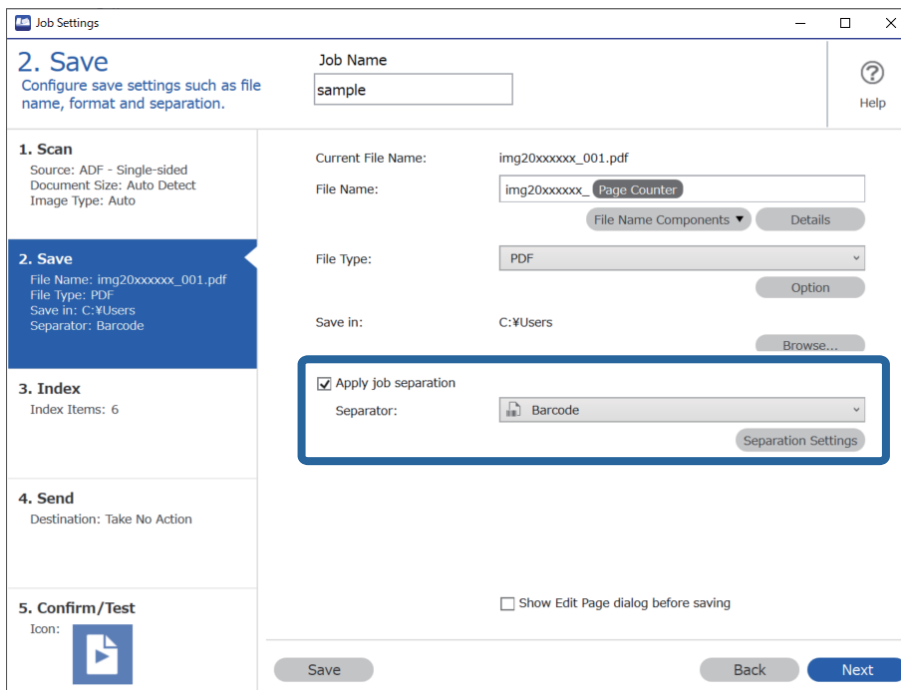 Job Settings
2. Save
Configure save settings such as file
name, format and separation.
Job Name
sample
Help
1. Scan
Source: ADF - Single-sided
Document Size: Auto Detect
Image Type: Auto
2. Save
File Name: img20xxxxxx_001.pdf
File Type: PDF
Save in: C:¥Users
Separator: Barcode
3. Index
Index Items: 6
4. Send
Destination: Take No Action
5. Confirm/Test
Icon:
Current File Name: img20xxxxxx_001.pdf
File Name: img20xxxxxx_ Page Counter
File Name Components ▼ Details
File Type: PDF
Option
Save in: C:¥Users
Browse...
Apply job separation
Separator: Barcode
Separation Settings
Show Edit Page dialog before saving
Save Back Next